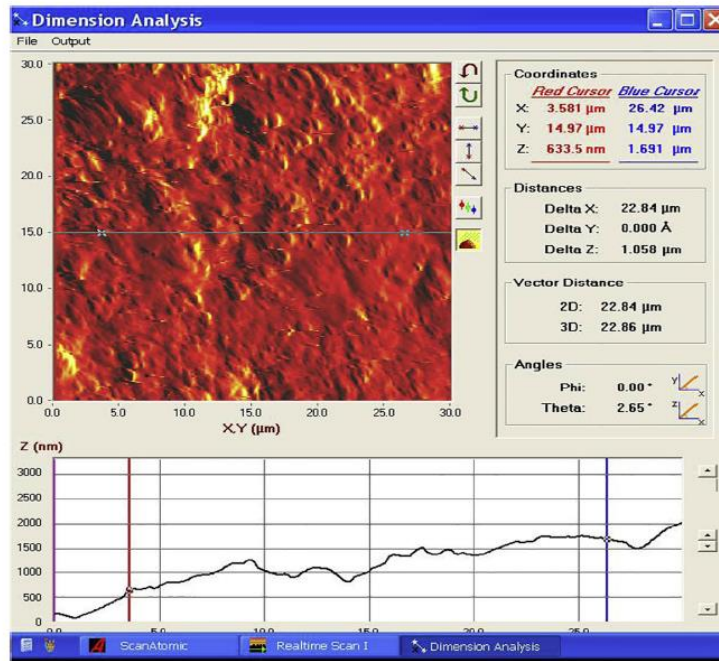 Dimension Analysis
File Output
30.0
25.0
20.0
15.0
10.0
5.0
0.0
0.0 5.0 10.0 15.0 20.0 25.0 30.0
X,Y (µm)
Coordinates
Red Cursor Blue Cursor
X: 3.581 µm 26.42 µm
Y: 14.97 µm 14.97 µm
Z: 633.5 nm 1.691 µm
Distances
Delta X: 22.84 µm
Delta Y: 0.000 Å
Delta Z: 1.058 µm
Vector Distance
2D: 22.84 µm
3D: 22.86 µm
Angles
Phi: 0.00 ° Y X
Theta: 2.65 ° Z X
Z (nm)
3000
2500
2000
1500
1000
500
0
0.0 5.0 10.0 15.0 20.0 25.0
ScanAtomic Realtime Scan I Dimension Analysis